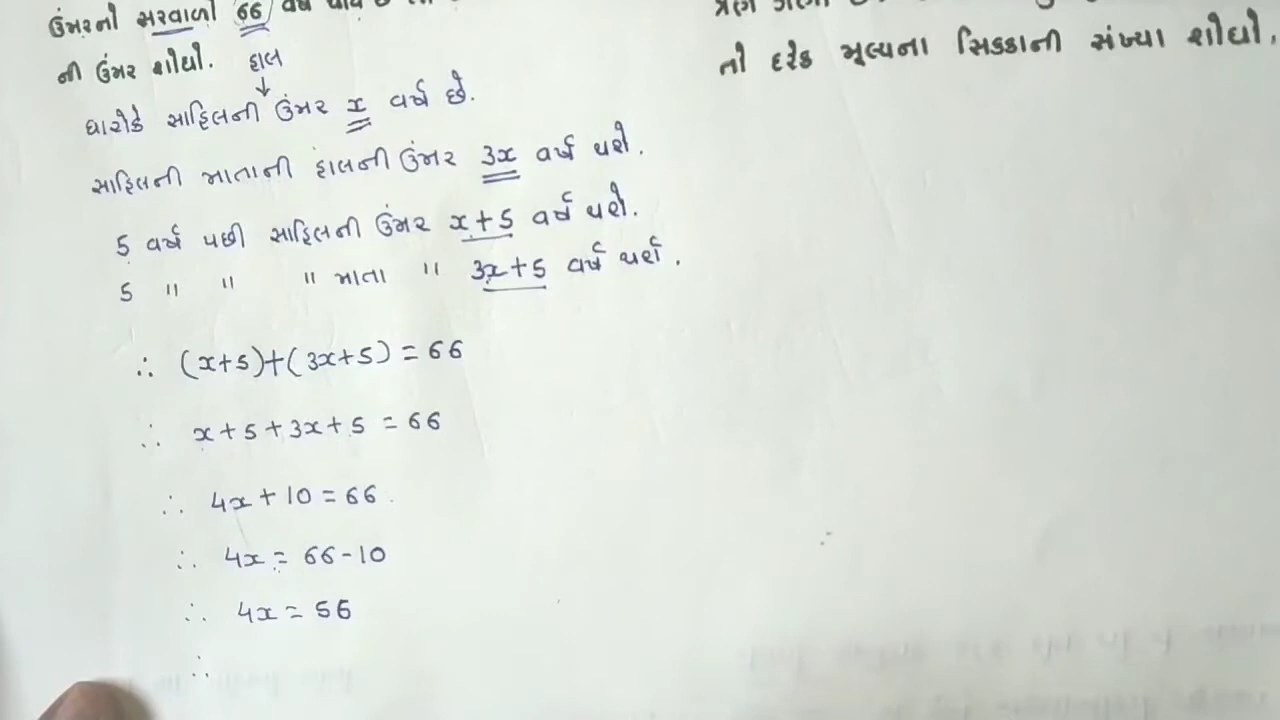 ઉંમરનો સરવાળો 66 વર્ષ
ની ઉંમર શોધો. હાલ
↓
ધારોકે સાહિલની ઉંમર x વર્ષ છે.
સાહિલની માતાની હાલની ઉંમર 3x વર્ષ થશે.
5 વર્ષ પછી સાહિલની ઉંમર x+5 વર્ષ થશે.
5 " " " માતા " 3x+5 વર્ષ થશે.
∴ (x+5)+(3x+5) = 66
∴ x+5+3x+5 = 66
∴ 4x+10 = 66
∴ 4x = 66-10
∴ 4x = 56
∴
તો દરેક મૂલ્યના સિક્કાની સંખ્યા શોધો.